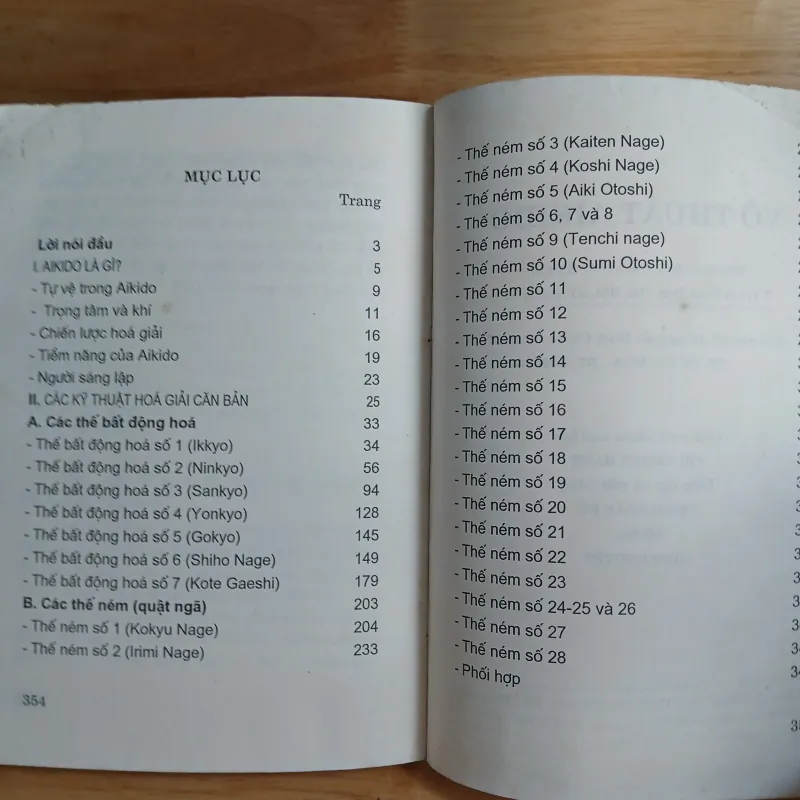 MỤC LỤC
Trang
Lời nói đầu 3
I. AIKIDO LÀ GÌ? 5
- Tự vệ trong Aikido 9
- Trọng tâm và khí 11
- Chiến lược hoá giải 16
- Tiềm năng của Aikido 19
- Người sáng lập 23
II. CÁC KỸ THUẬT HOÁ GIẢI CĂN BẢN 25
A. Các thế bất động hoá 33
- Thế bất động hoá số 1 (Ikkyo) 34
- Thế bất động hoá số 2 (Ninkyo) 56
- Thế bất động hoá số 3 (Sankyo) 94
- Thế bất động hoá số 4 (Yonkyo) 128
- Thế bất động hoá số 5 (Gokyo) 145
- Thế bất động hoá số 6 (Shiho Nage) 149
- Thế bất động hoá số 7 (Kote Gaeshi) 179
B. Các thế ném (quật ngã) 203
- Thế ném số 1 (Kokyu Nage) 204
- Thế ném số 2 (Irimi Nage) 233
354
- Thế ném số 3 (Kaiten Nage)
- Thế ném số 4 (Koshi Nage)
- Thế ném số 5 (Aiki Otoshi)
- Thế ném số 6, 7 và 8
- Thế ném số 9 (Tenchi nage)
- Thế ném số 10 (Sumi Otoshi)
- Thế ném số 11
- Thế ném số 12
- Thế ném số 13
- Thế ném số 14
- Thế ném số 15
- Thế ném số 16
- Thế ném số 17
- Thế ném số 18
- Thế ném số 19
- Thế ném số 20
- Thế ném số 21
- Thế ném số 22
- Thế ném số 23
- Thế ném số 24-25 và 26
- Thế ném số 27
- Thế ném số 28
- Phối hợp